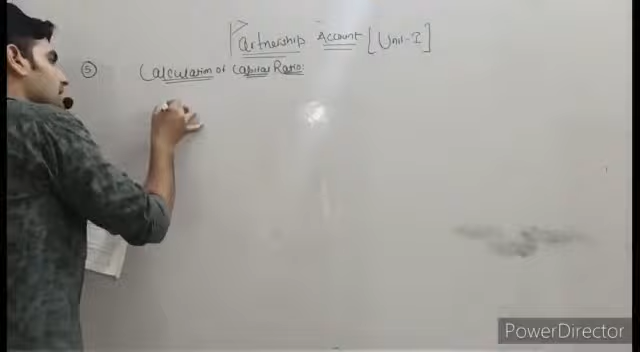 Partnership Account [Unit-I]
⑤ Calculation of Capital Ratio:
PowerDirector